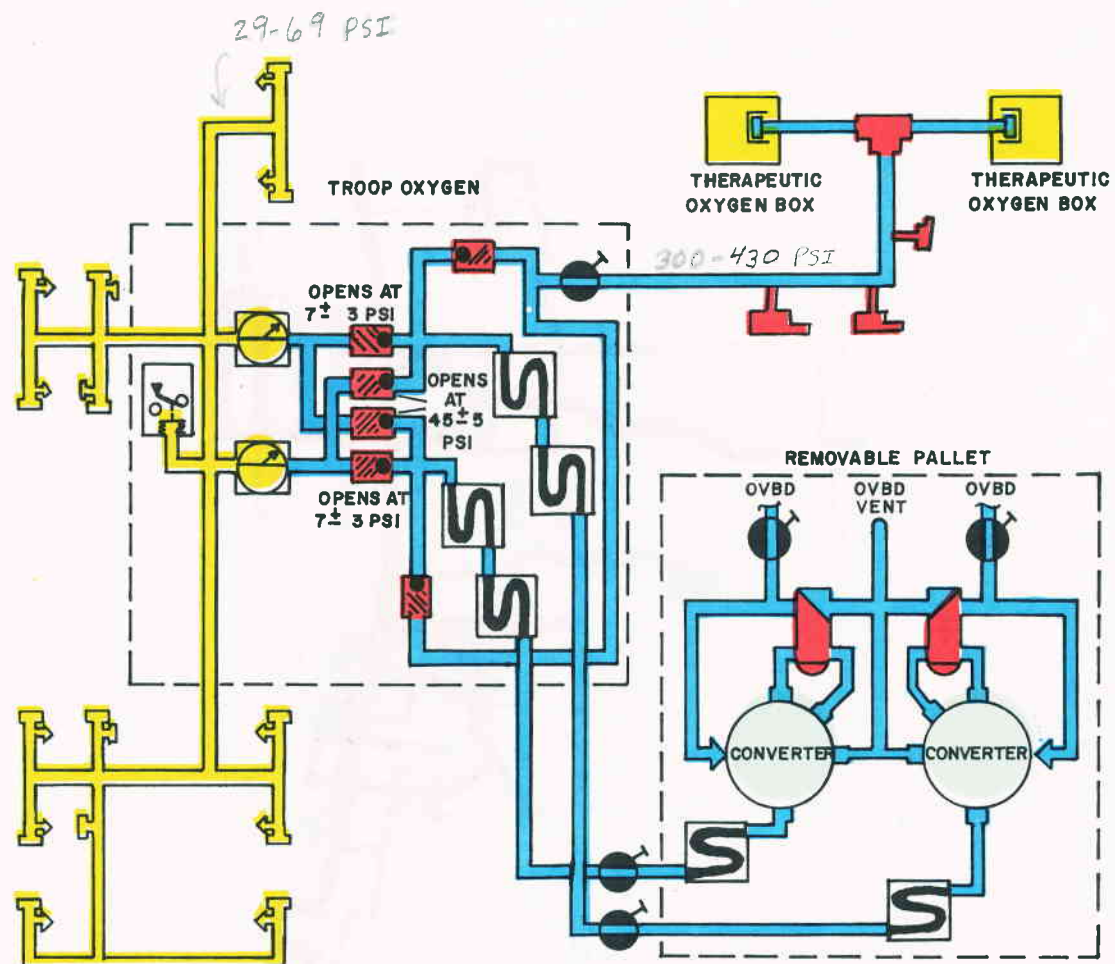 29-69 PSI
TROOP OXYGEN
THERAPEUTIC
OXYGEN BOX
THERAPEUTIC
OXYGEN BOX
300-430 PSI
OPENS AT
7± 3 PSI
OPENS
AT
45±5
PSI
OPENS AT
7± 3 PSI
REMOVABLE PALLET
OVBD
OVBD
VENT
OVBD
CONVERTER
CONVERTER